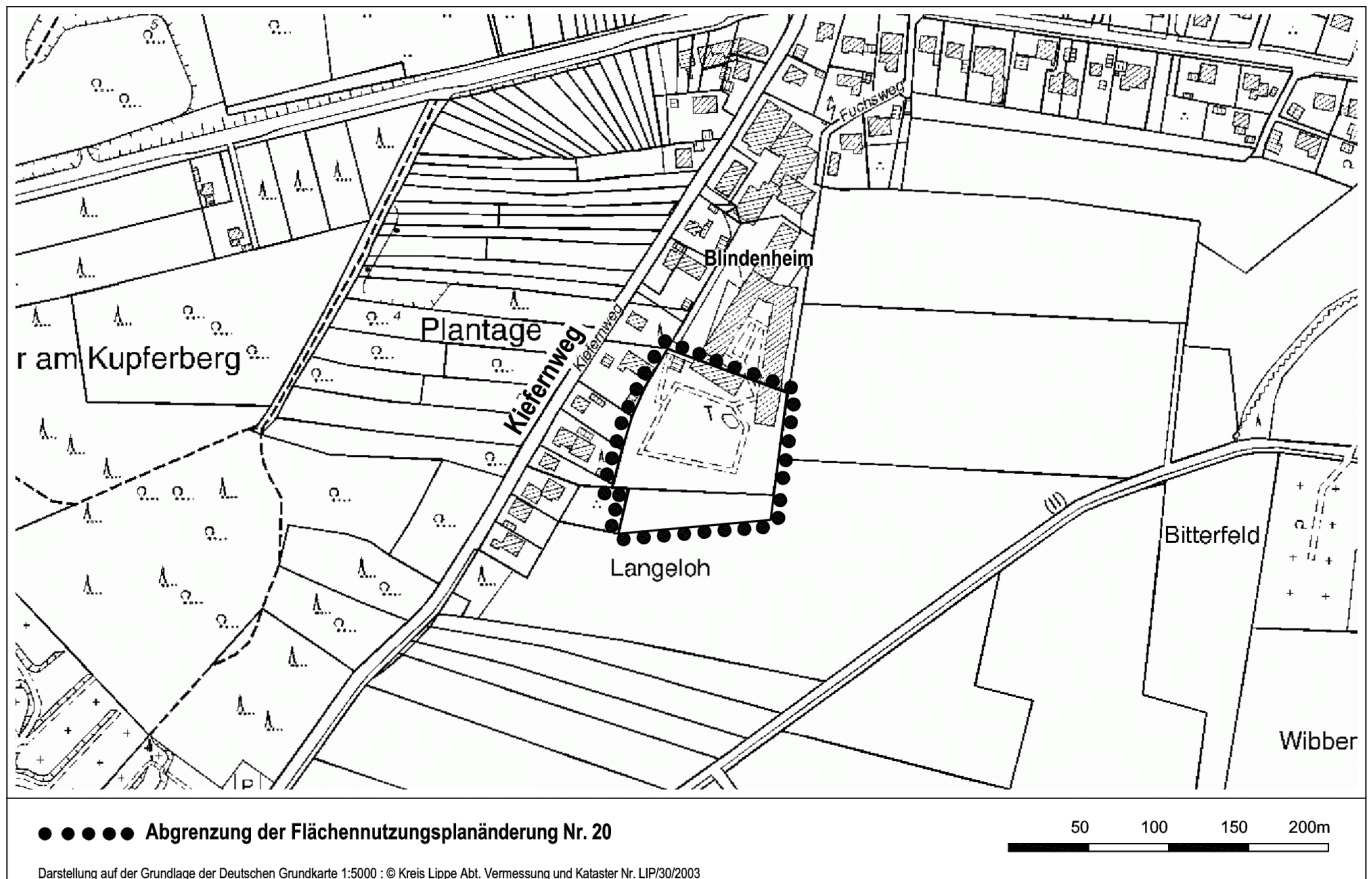 5
Fuchsweg
Blindenheim
4
Plantage
Kiefernweg
Kiefernweg
r am Kupferberg
T
Bitterfeld
Langeloh
Wibber
P
Abgrenzung der Flächennutzungsplanänderung Nr. 20
50 100 150 200m
Darstellung auf der Grundlage der Deutschen Grundkarte 1:5000 : © Kreis Lippe Abt. Vermessung und Kataster Nr. LIP/30/2003